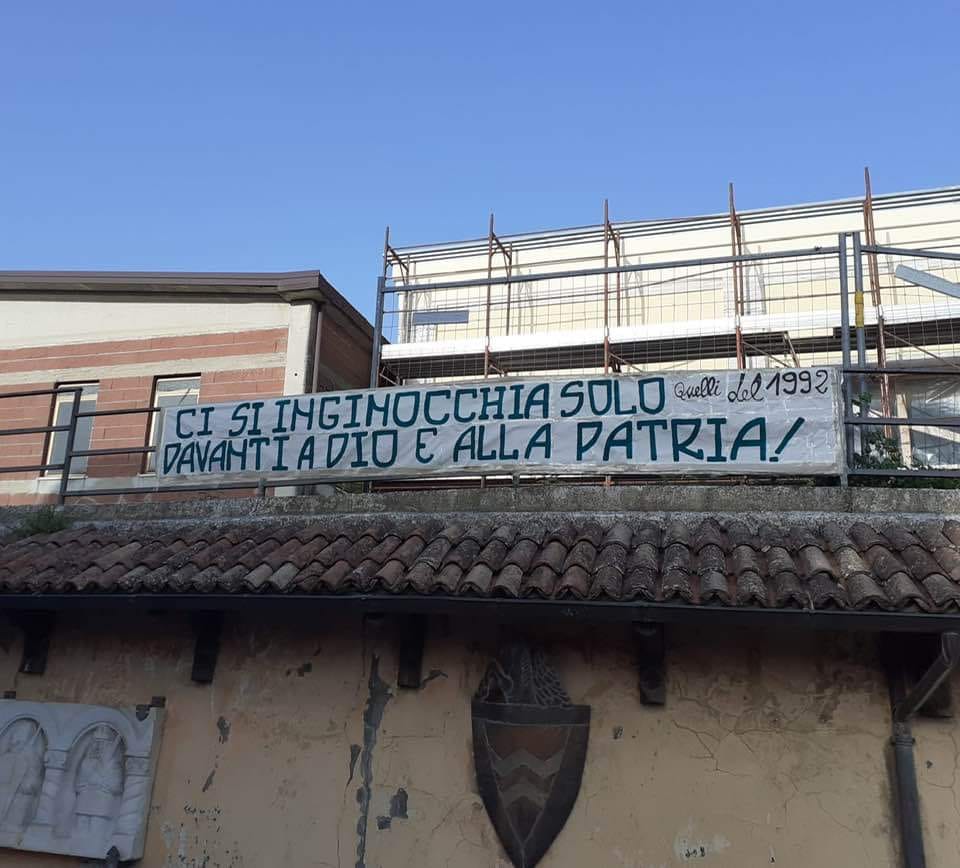 CI SI INGINOCCHIA SOLO
Quelli del 1992
DAVANTI A DIO E ALLA PATRIA!